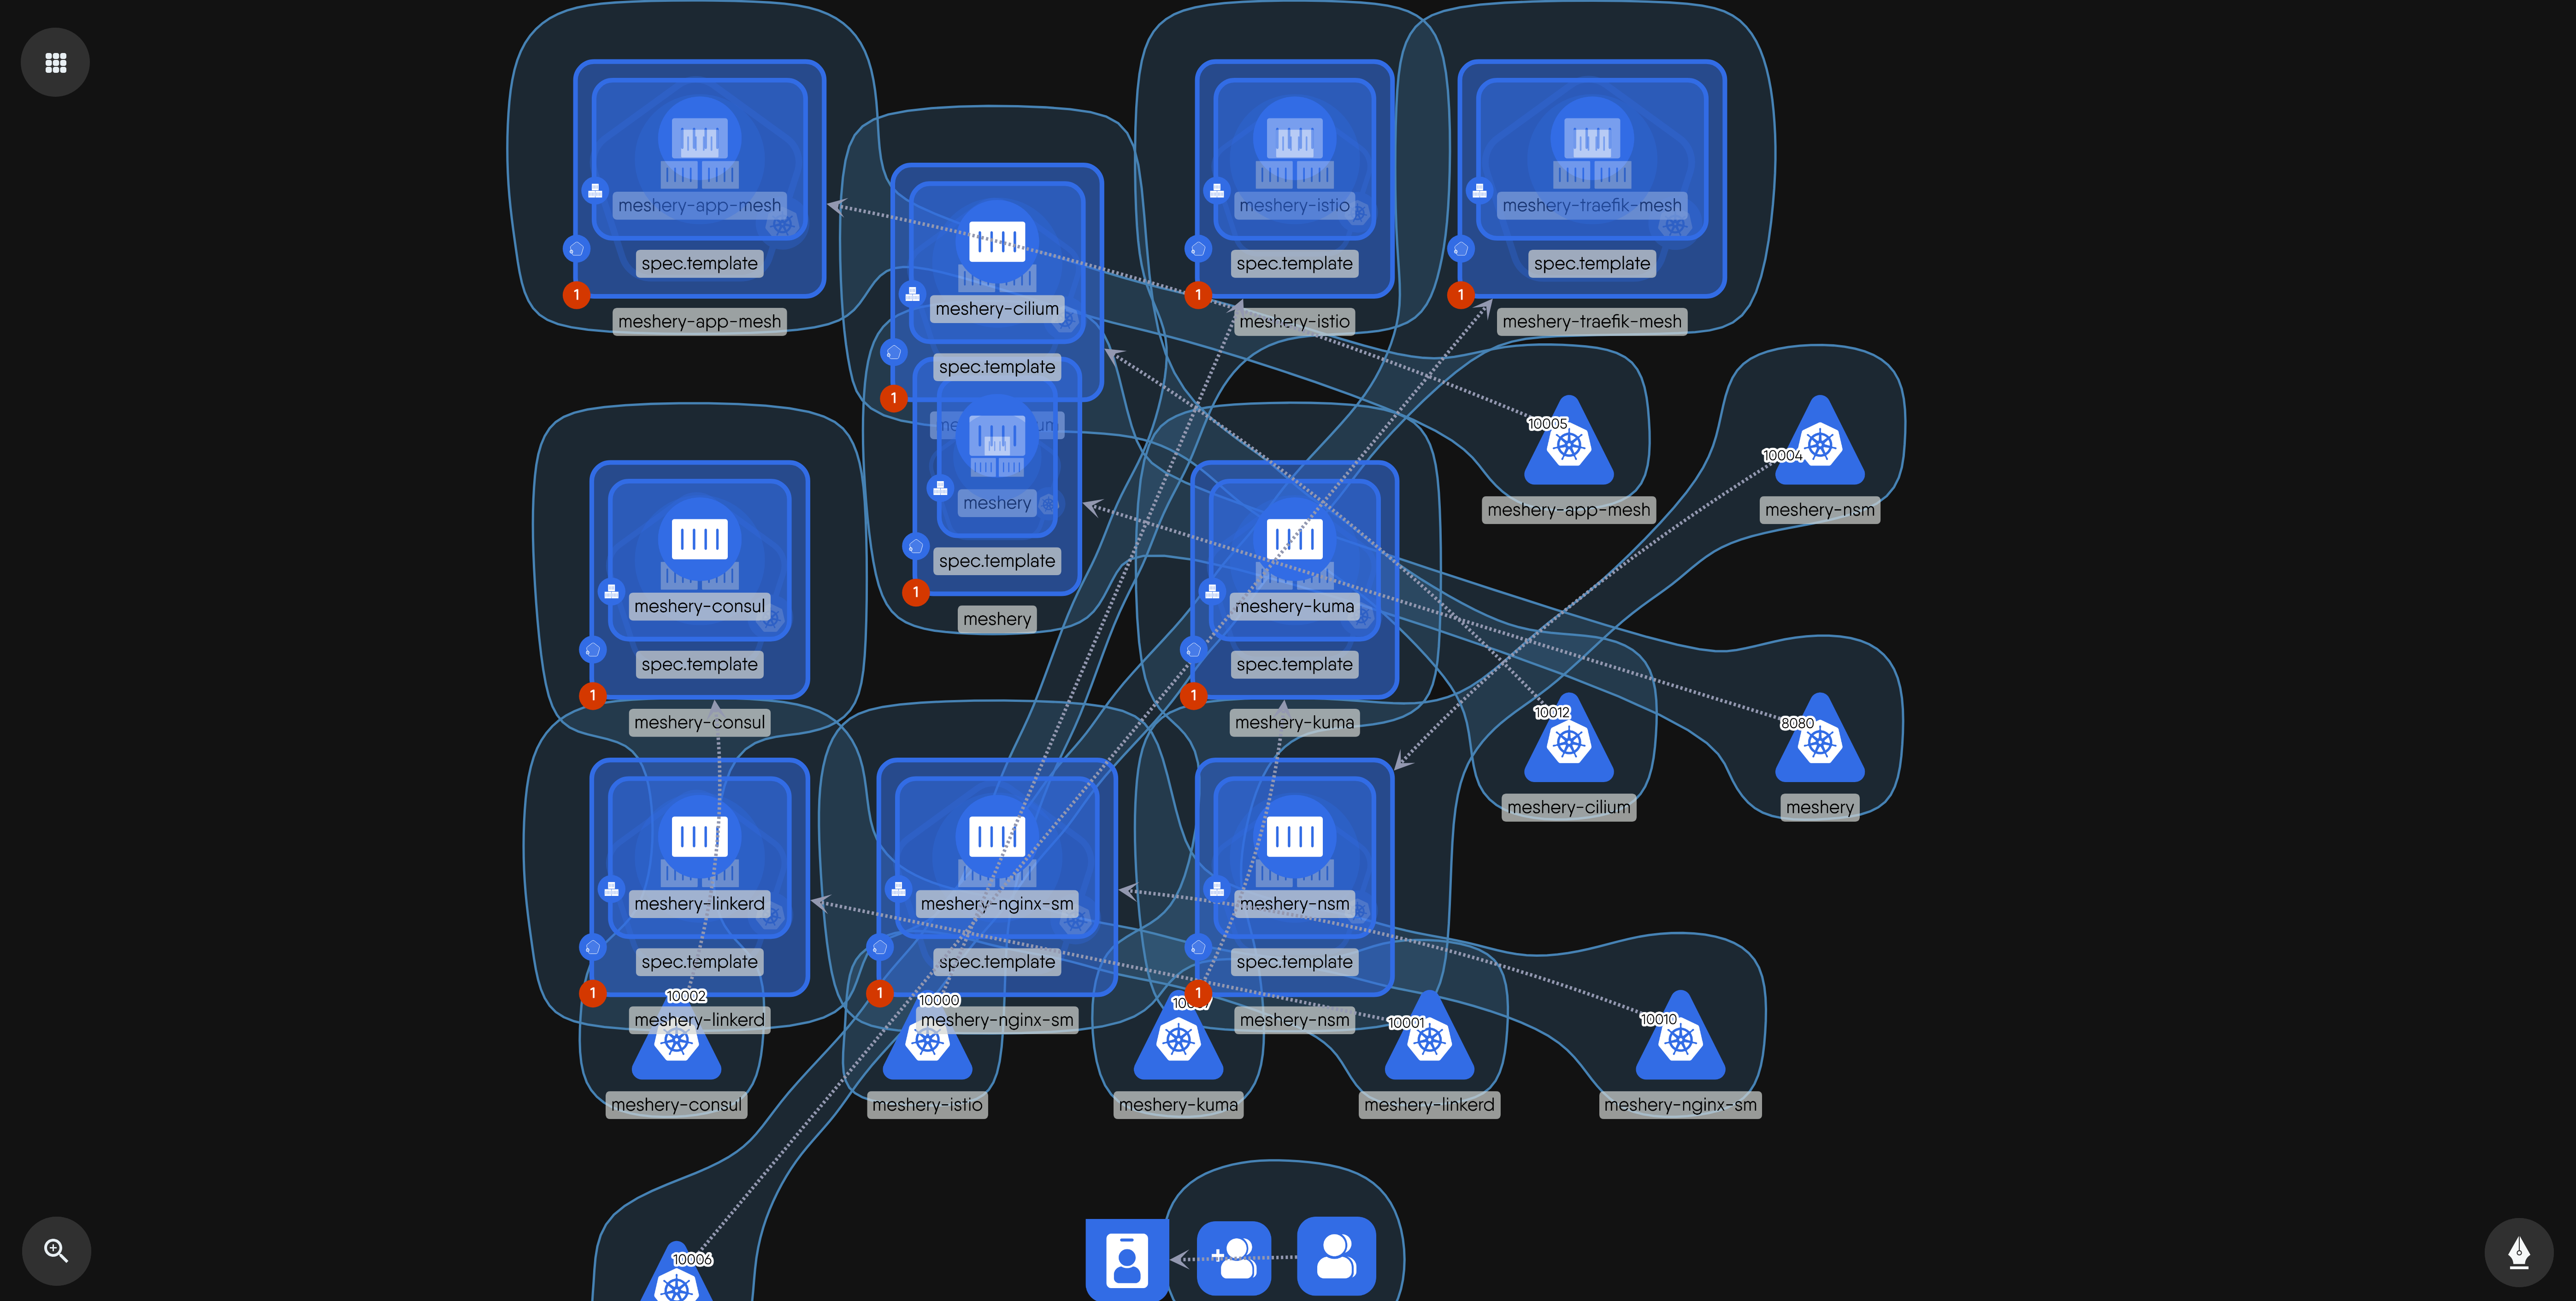 meshery-app-mesh
spec.template
1
meshery-app-mesh
meshery-cilium
spec.template
1
meshery-istio
spec.template
1
meshery-istio
meshery-traefik-mesh
spec.template
1
meshery-traefik-mesh
meshery
spec.template
1
meshery
10005
meshery-app-mesh
10004
meshery-nsm
meshery-consul
spec.template
1
meshery-consul
meshery-kuma
spec.template
1
meshery-kuma
10012
meshery-cilium
8080
meshery
meshery-linkerd
spec.template
1
meshery-linkerd
meshery-nginx-sm
spec.template
1
meshery-nginx-sm
meshery-nsm
spec.template
1
meshery-nsm
10002
meshery-consul
10000
meshery-istio
meshery-kuma
10001
meshery-linkerd
10010
meshery-nginx-sm
10006